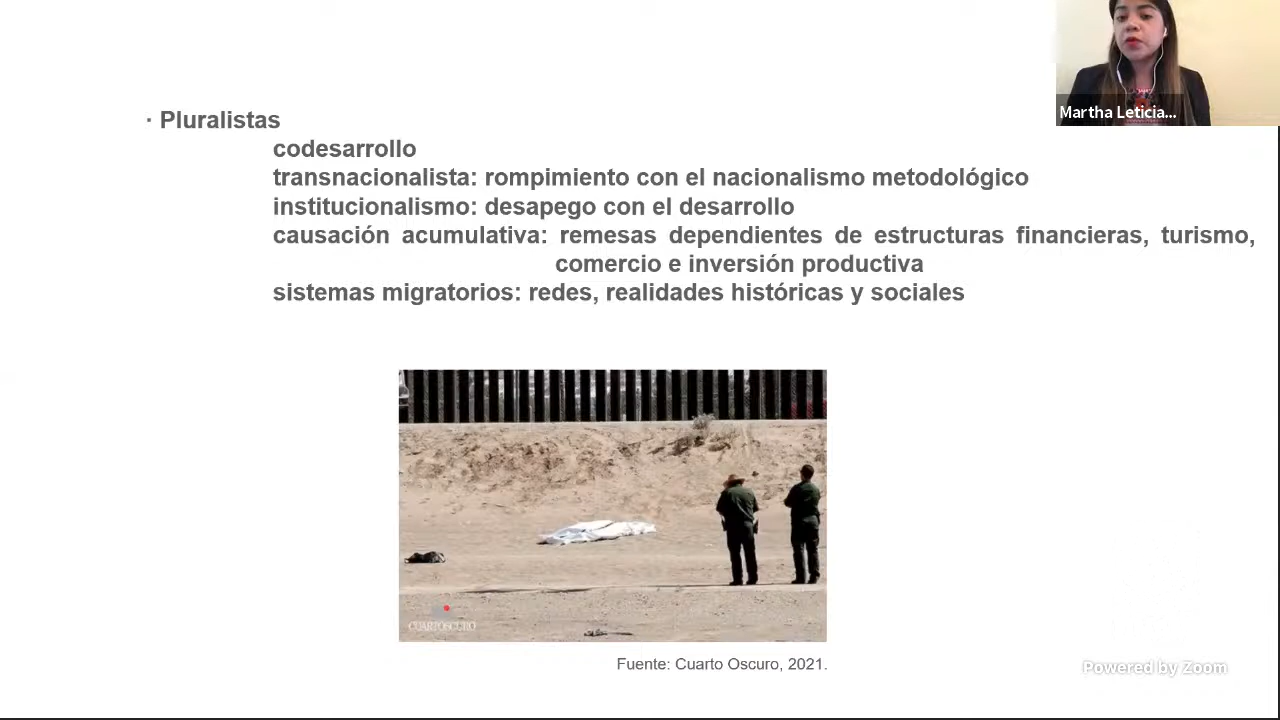 Martha Leticia...
· Pluralistas
codesarrollo
transnacionalista: rompimiento con el nacionalismo metodológico
institucionalismo: desapego con el desarrollo
causación acumulativa: remesas dependientes de estructuras financieras, turismo,
comercio e inversión productiva
sistemas migratorios: redes, realidades históricas y sociales
CUARTOSCURO
Fuente: Cuarto Oscuro, 2021.
Powered by Zoom